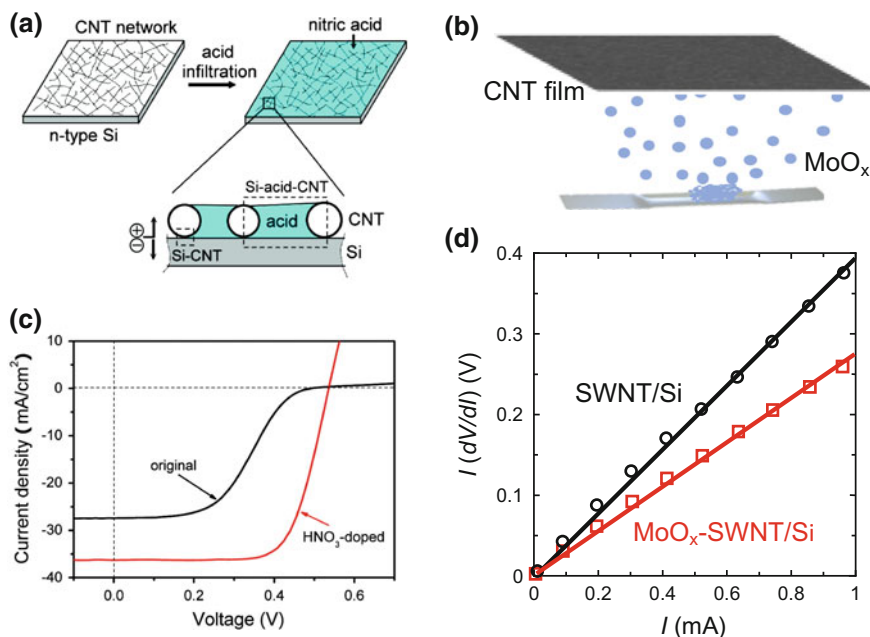 (a)
CNT network
acid
infiltration
nitric acid
n-type Si
Si-acid-CNT
acid
CNT
⊕
⊖
Si-CNT
Si
(b)
CNT film
MoOₓ
(c)
10
0
-10
-20
-30
-40
Current density (mA/cm²)
original
HNO₃-doped
0.0
0.2
0.4
0.6
Voltage (V)
(d)
0.4
0.3
0.2
0.1
0
I (dV/dI) (V)
SWNT/Si
MoOₓ-SWNT/Si
0
0.2
0.4
0.6
0.8
1
I (mA)